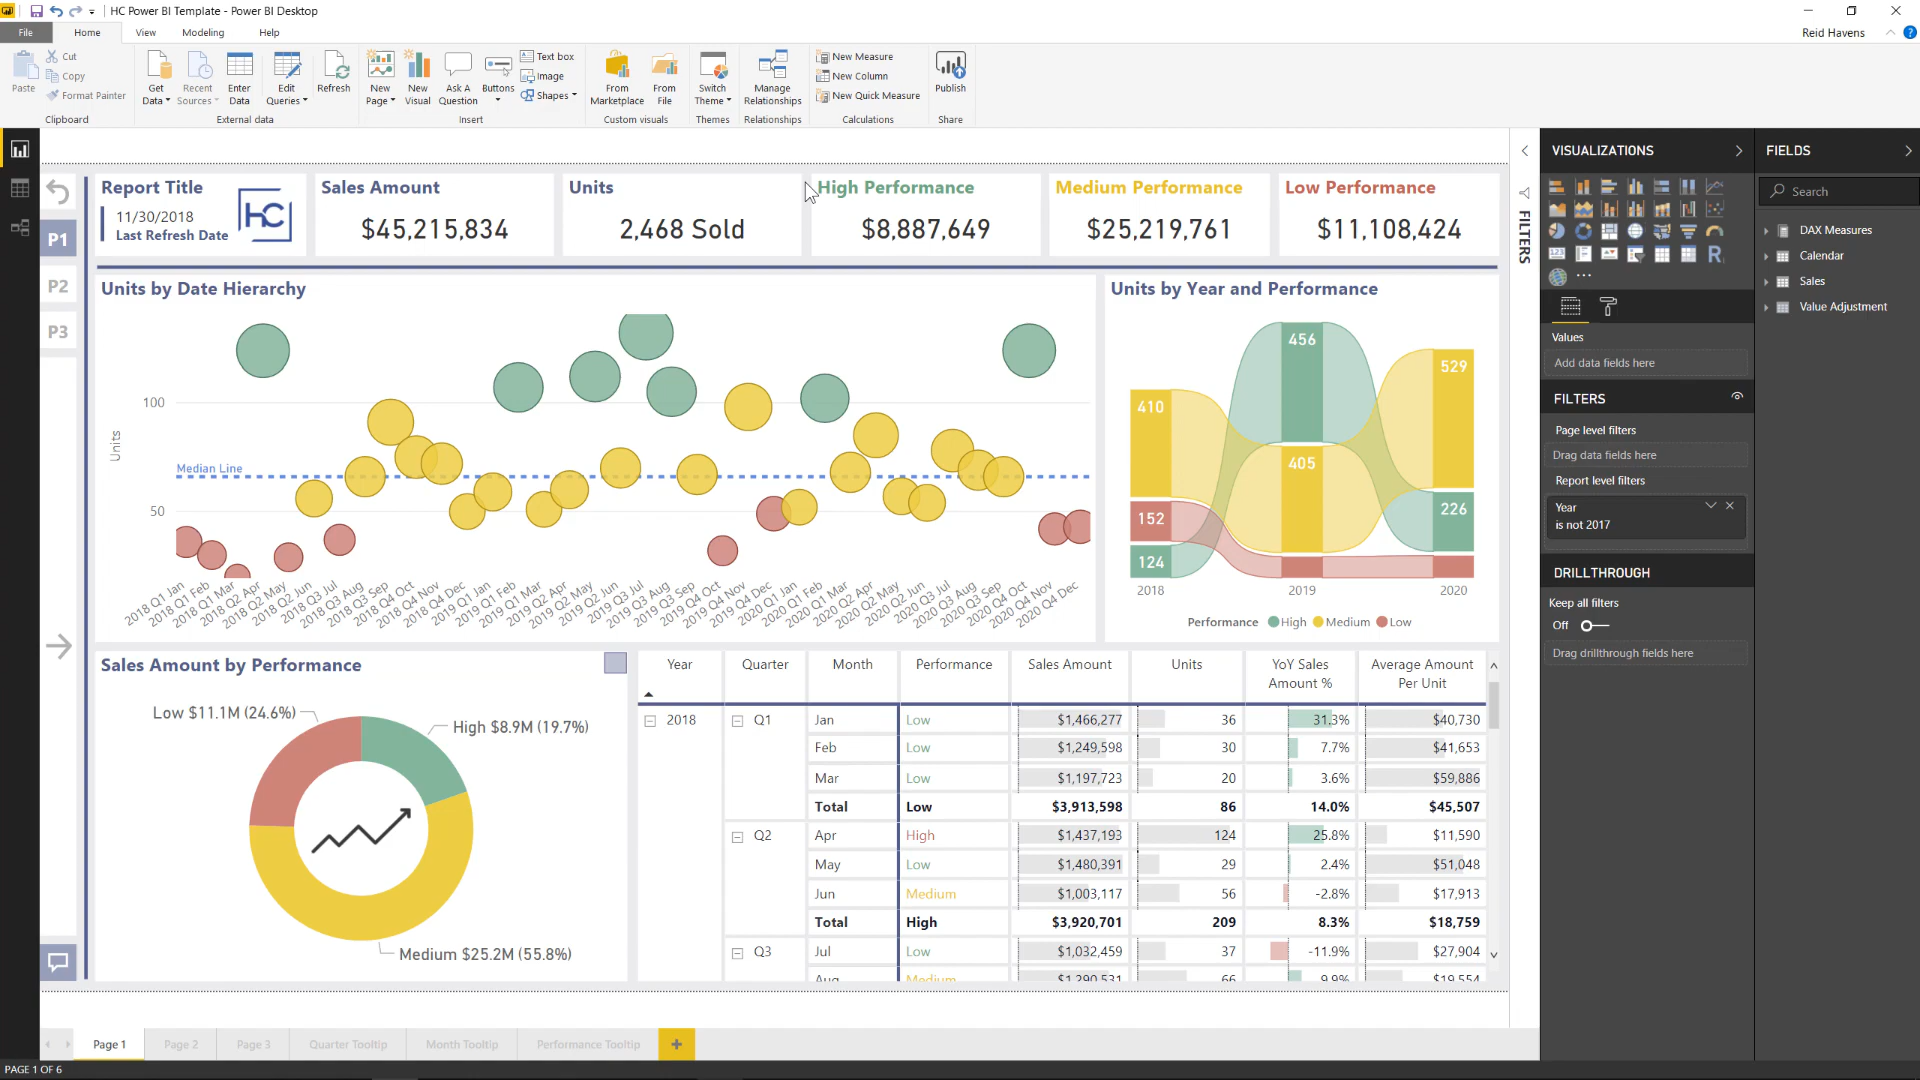 HC Power BI Template - Power BI Desktop
File Home View Modeling Help
Reid Havens
Paste
Cut
Copy
Format Painter
Clipboard
Get Data
Recent Sources
Enter Data
Edit Queries
Refresh
External data
New Page
New Visual
Ask A Question
Buttons
Text box
Image
Shapes
Insert
From Marketplace
From File
Custom visuals
Switch Theme
Themes
Manage Relationships
Relationships
New Measure
New Column
New Quick Measure
Calculations
Publish
Share
P1
P2
P3
Report Title
11/30/2018
Last Refresh Date
HC
Sales Amount
$45,215,834
Units
2,468 Sold
High Performance
$8,887,649
Medium Performance
$25,219,761
Low Performance
$11,108,424
Units by Date Hierarchy
Units
100
50
Median Line
2018 Q1 Jan
2018 Q1 Feb
2018 Q1 Mar
2018 Q2 Apr
2018 Q2 May
2018 Q2 Jun
2018 Q3 Jul
2018 Q3 Aug
2018 Q3 Sep
2018 Q4 Oct
2018 Q4 Nov
2018 Q4 Dec
2019 Q1 Jan
2019 Q1 Feb
2019 Q1 Mar
2019 Q2 Apr
2019 Q2 May
2019 Q2 Jun
2019 Q3 Jul
2019 Q3 Aug
2019 Q3 Sep
2019 Q4 Oct
2019 Q4 Nov
2019 Q4 Dec
2020 Q1 Jan
2020 Q1 Feb
2020 Q1 Mar
2020 Q2 Apr
2020 Q2 May
2020 Q2 Jun
2020 Q3 Jul
2020 Q3 Aug
2020 Q3 Sep
2020 Q4 Oct
2020 Q4 Nov
2020 Q4 Dec
Units by Year and Performance
410
152
124
456
405
529
226
2018 2019 2020
Performance High Medium Low
Sales Amount by Performance
Low $11.1M (24.6%)
High $8.9M (19.7%)
Medium $25.2M (55.8%)
Year Quarter Month Performance Sales Amount Units YoY Sales Amount % Average Amount Per Unit
2018 Q1 Jan Low $1,466,277 36 31.3% $40,730
Feb Low $1,249,598 30 7.7% $41,653
Mar Low $1,197,723 20 3.6% $59,886
Total Low $3,913,598 86 14.0% $45,507
Q2 Apr High $1,437,193 124 25.8% $11,590
May Low $1,480,391 29 2.4% $51,048
Jun Medium $1,003,117 56 -2.8% $17,913
Total High $3,920,701 209 8.3% $18,759
Q3 Jul Low $1,032,459 37 -11.9% $27,904
Aug Medium $1,290,531 66 9.9% $19,554
FILTERS
VISUALIZATIONS
R
Values
Add data fields here
FILTERS
Page level filters
Drag data fields here
Report level filters
Year
is not 2017
DRILLTHROUGH
Keep all filters
Off
Drag drillthrough fields here
FIELDS
Search
DAX Measures
Calendar
Sales
Value Adjustment
Page 1 Page 2 Page 3 Quarter Tooltip Month Tooltip Performance Tooltip
PAGE 1 OF 6